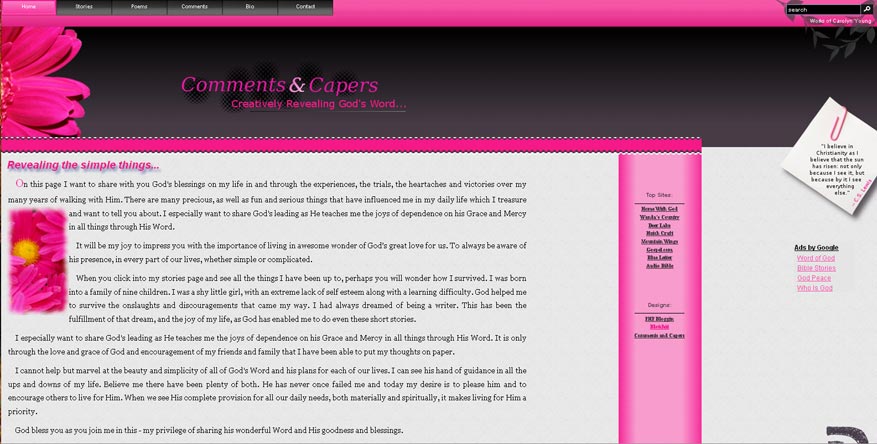 Home Stories Poems Comments Bio Contact
search
Works of Carolyn Young
Comments & Capers
Creatively Revealing God's Word...
"I believe in
Christianity as I
believe that the sun
has risen: not only
because I see it, but
because by it I see
everything
else."
- C.S. Lewis
Revealing the simple things...
On this page I want to share with you God's blessings on my life in and through the experiences, the trials, the heartaches and victories over my
many years of walking with Him. There are many precious, as well as fun and serious things that have influenced me in my daily life which I treasure
and want to tell you about. I especially want to share God's leading as He teaches me the joys of dependence on his Grace and Mercy
in all things through His Word.
It will be my joy to impress you with the importance of living in awesome wonder of God's great love for us. To always be aware of
his presence, in every part of our lives, whether simple or complicated.
When you click into my stories page and see all the things I have been up to, perhaps you will wonder how I survived. I was born
into a family of nine children. I was a shy little girl, with an extreme lack of self esteem along with a learning difficulty. God helped me
to survive the onslaughts and discouragements that came my way. I had always dreamed of being a writer. This has been the
fulfillment of that dream, and the joy of my life, as God has enabled me to do even these short stories.
I especially want to share God's leading as He teaches me the joys of dependence on his Grace and Mercy in all things through His Word. It is only
through the love and grace of God and encouragement of my friends and family that I have been able to put my thoughts on paper.
I cannot help but marvel at the beauty and simplicity of all of God's Word and his plans for each of our lives. I can see his hand of guidance in all the
ups and downs of my life. Believe me there have been plenty of both. He has never once failed me and today my desire is to please him and to
encourage others to live for Him. When we see His complete provision for all our daily needs, both materially and spiritually, it makes living for Him a
priority.
God bless you as you join me in this - my privilege of sharing his wonderful Word and His goodness and blessings.
Top Sites:
Horse With God
Wanda's Country
Deer Lake
Faith Craft
Mountain Wings
Gospel.com
Blue Letter
Audio Bible
Designs:
Comments and Capers
Ads by Google
Word of God
Bible Stories
God Peace
Who Is God